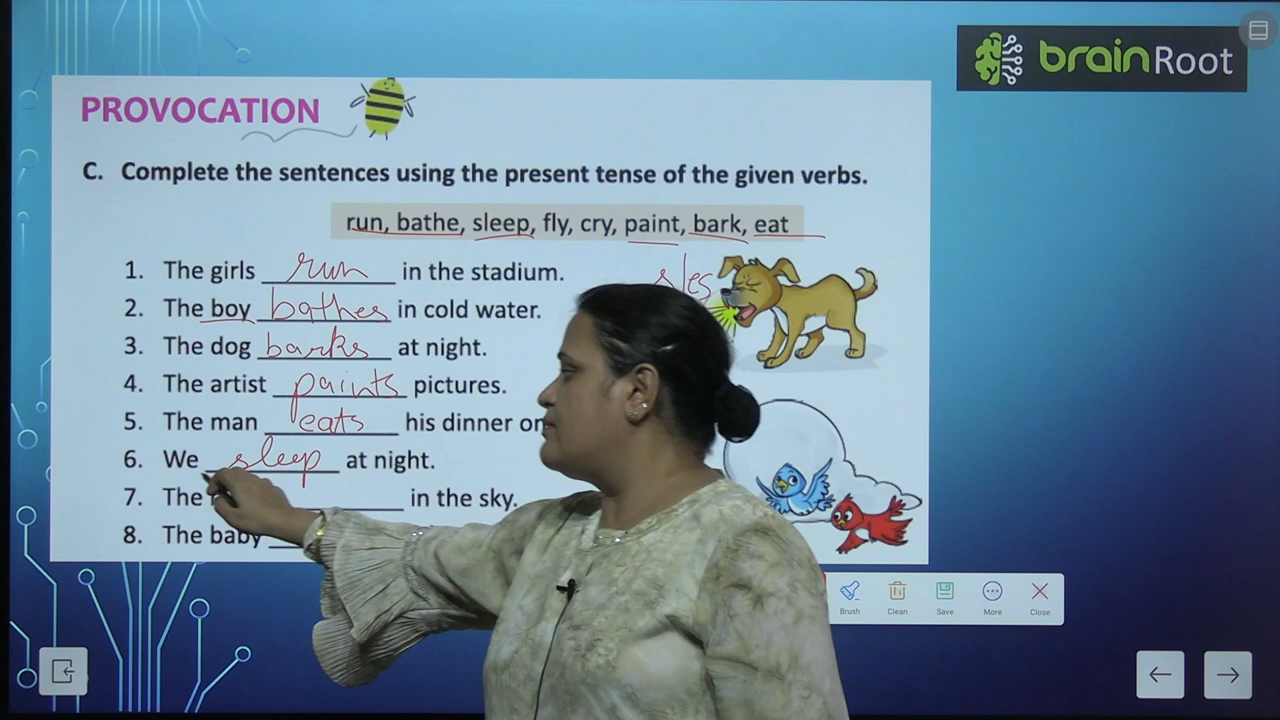 brainRoot
PROVOCATION
C. Complete the sentences using the present tense of the given verbs.
run, bathe, sleep, fly, cry, paint, bark, eat
1. The girls run in the stadium.
s/es
2. The boy bathes in cold water.
3. The dog barks at night.
4. The artist paints pictures.
5. The man eats his dinner on
6. We sleep at night.
7. The in the sky.
8. The baby
Brush Clean Save More Close